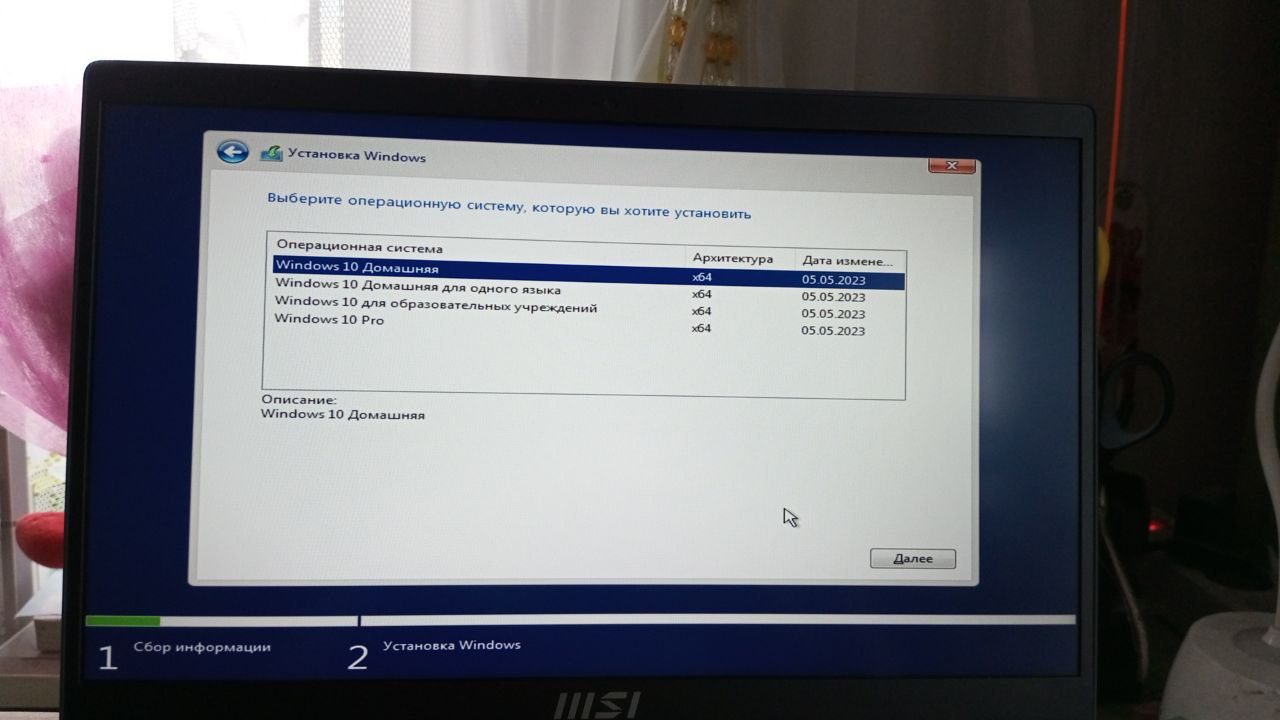 Установка Windows
Выберите операционную систему, которую вы хотите установить
Операционная система Архитектура Дата измене...
Windows 10 Домашняя x64 05.05.2023
Windows 10 Домашняя для одного языка x64 05.05.2023
Windows 10 для образовательных учреждений x64 05.05.2023
Windows 10 Pro x64 05.05.2023
Описание:
Windows 10 Домашняя
Далее
1 Сбор информации 2 Установка Windows
msi